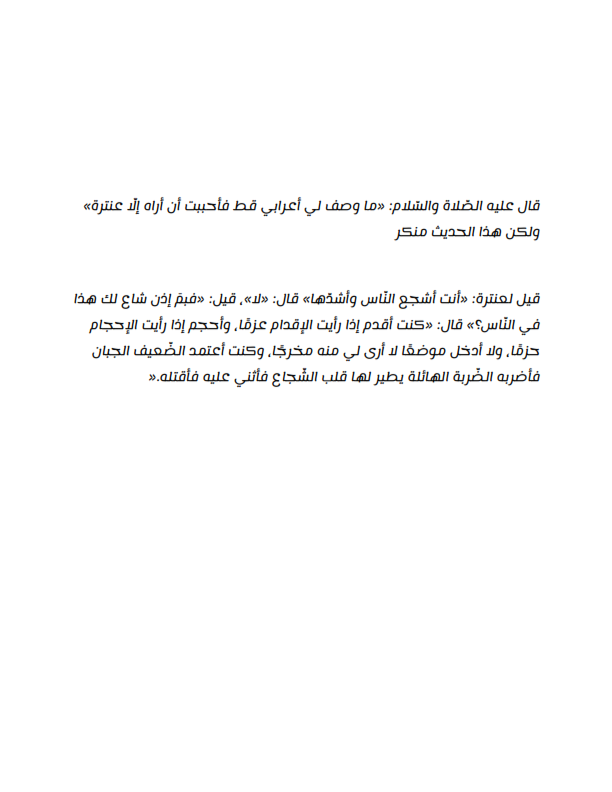 قال عليه الصّلاة والسّلام: «ما وصف لي أعرابي قط فأحببت أن أراه إلّا عنترة»
ولكن هذا الحديث منكر
قيل لعنترة: «أنت أشجع النّاس وأشدّها» قال: «لا»، قيل: «فبمَ إذن شاع لك هذا
في النّاس؟» قال: «كنت أقدم إذا رأيت الإقدام عزمًا، وأحجم إذا رأيت الإحجام
حزمًا، ولا أدخل موضعًا لا أرى لي منه مخرجًا، وكنت أعتمد الضّعيف الجبان
فأضربه الضّربة الهائلة يطير لها قلب الشّجاع فأثني عليه فأقتله.«